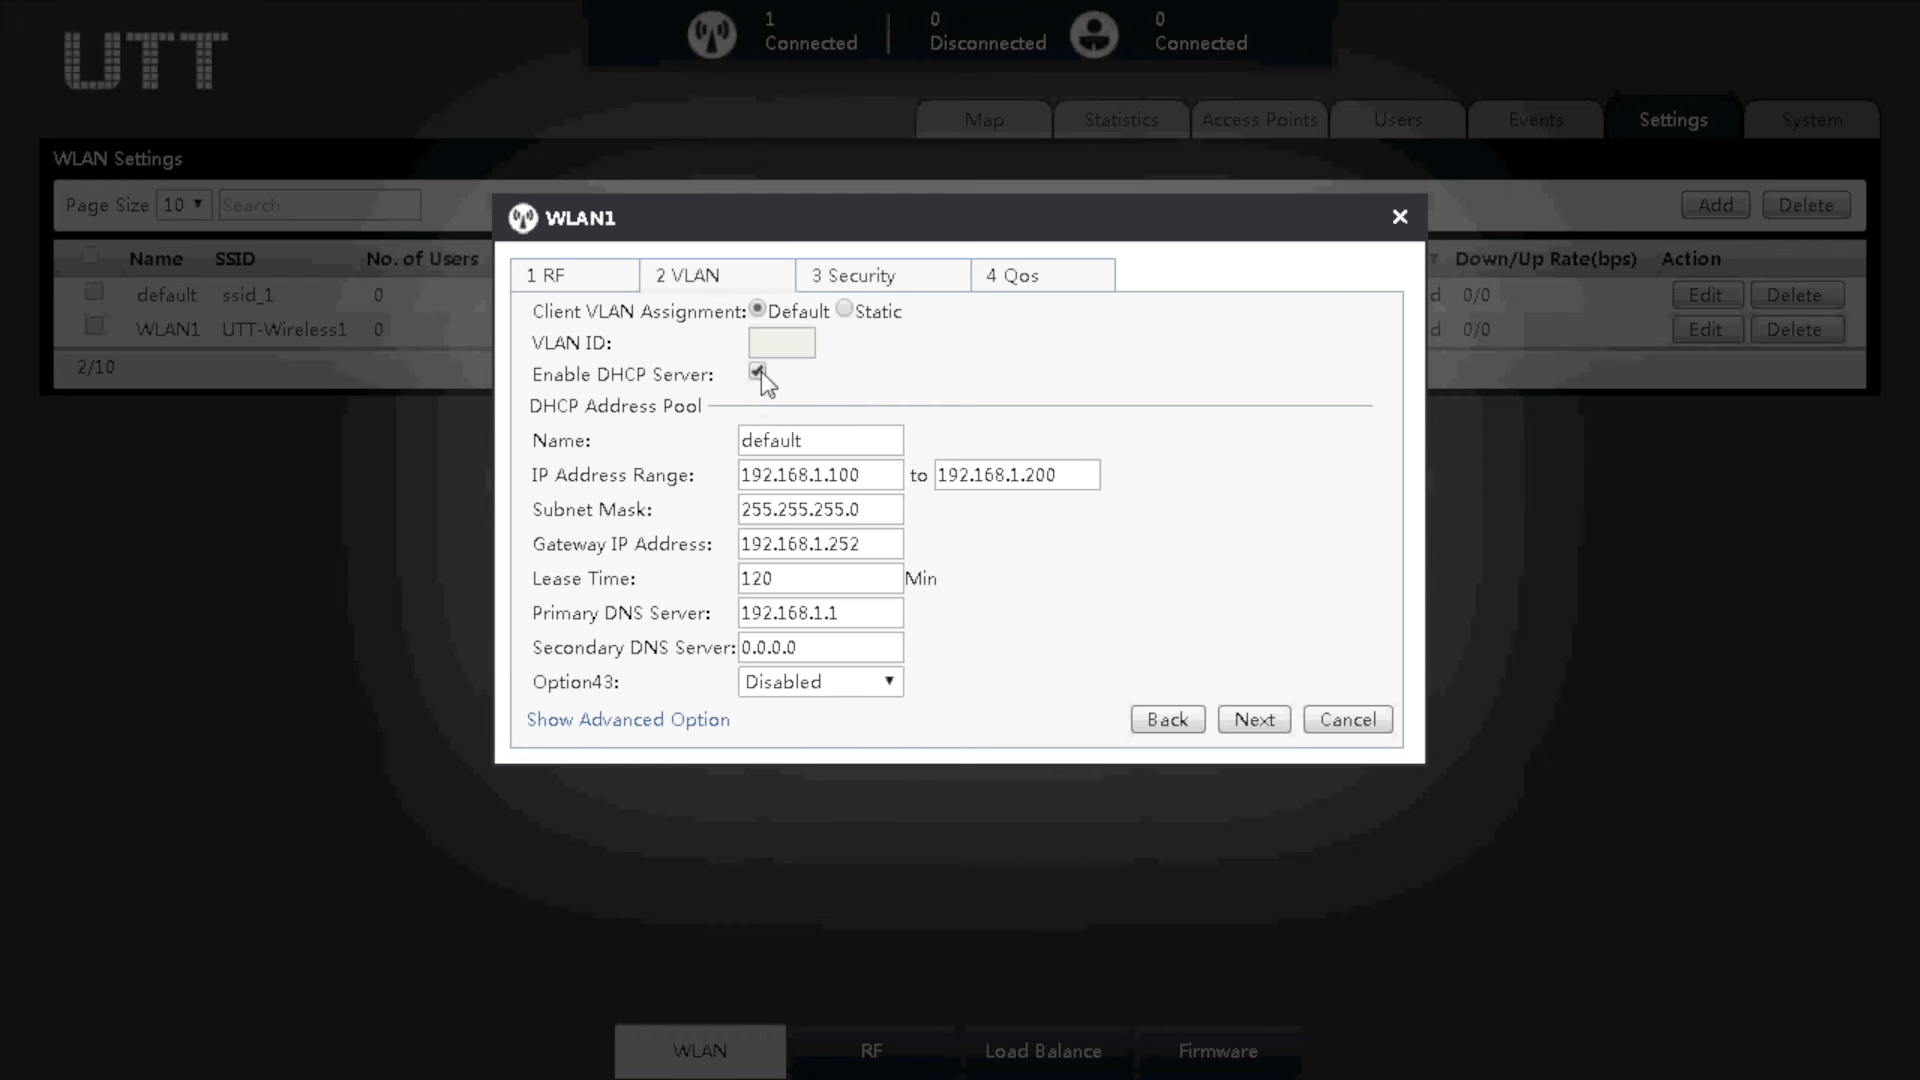 UTT
1 Connected
0 Disconnected
0 Connected
Map Statistics Access Points Users Events Settings System
WLAN Settings
Page Size 10 Search Add Delete
Name SSID No. of Users Down/Up Rate(bps) Action
default ssid_1 0 d 0/0 Edit Delete
WLAN1 UTT-Wireless1 0 d 0/0 Edit Delete
2/10
WLAN1
1 RF 2 VLAN 3 Security 4 Qos
Client VLAN Assignment: Default Static
VLAN ID:
Enable DHCP Server:
DHCP Address Pool
Name: default
IP Address Range: 192.168.1.100 to 192.168.1.200
Subnet Mask: 255.255.255.0
Gateway IP Address: 192.168.1.252
Lease Time: 120 Min
Primary DNS Server: 192.168.1.1
Secondary DNS Server: 0.0.0.0
Option43: Disabled
Show Advanced Option Back Next Cancel
WLAN RF Load Balance Firmware